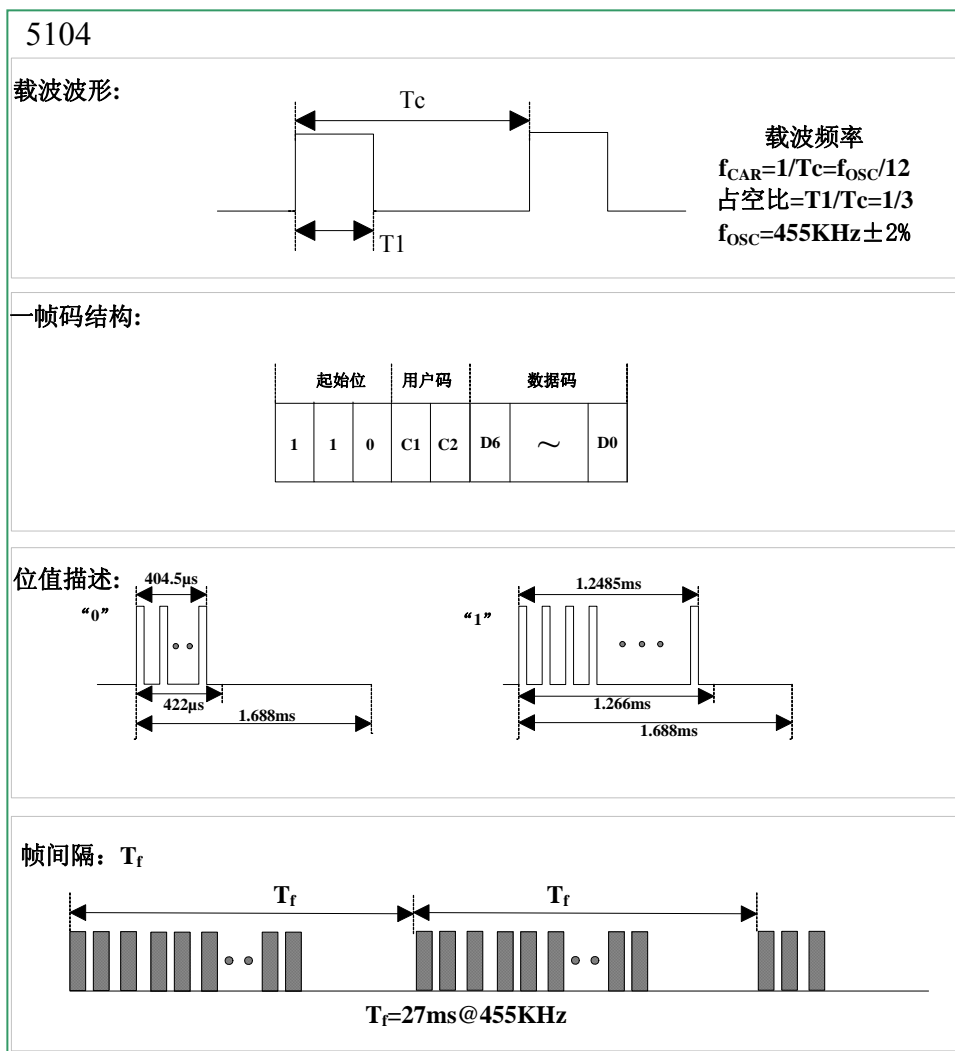 5104
载波波形:
Tc
T1
载波频率
fCAR=1/Tc=fOSC/12
占空比=T1/Tc=1/3
fOSC=455KHz±2%
一帧码结构:
起始位 用户码 数据码
1 1 0 C1 C2 D6 ～ D0
位值描述:
404.5μs
“0”
422μs
1.688ms
1.2485ms
“1”
1.266ms
1.688ms
帧间隔: Tf
Tf Tf
Tf=27ms@455KHz